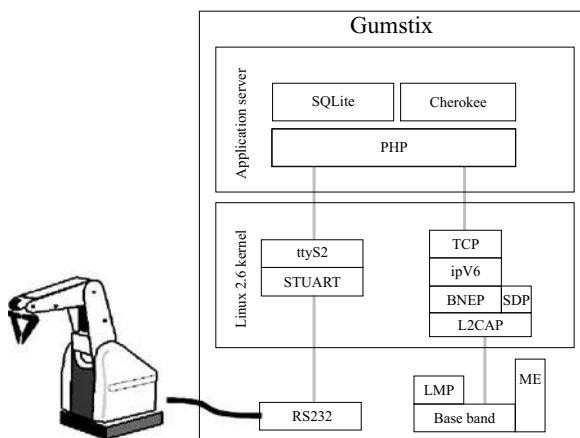 Gumstix
Application server
SQLite
Cherokee
PHP
Linux 2.6 kernel
ttyS2
STUART
TCP
ipV6
BNEP
SDP
L2CAP
ME
LMP
RS232
Base band